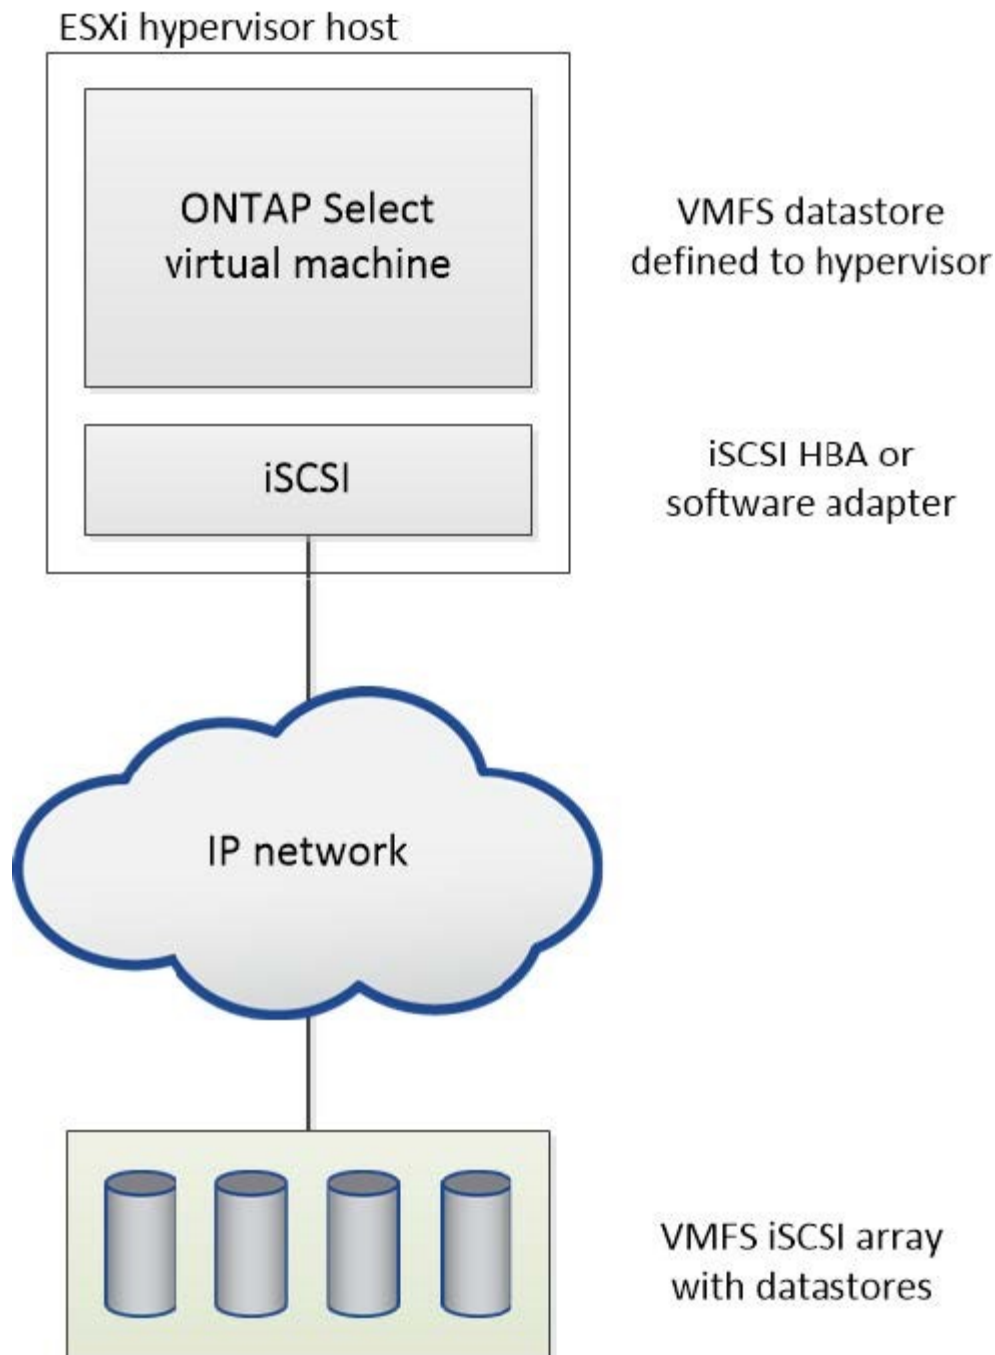 ESXi hypervisor host
ONTAP Select
virtual machine
VMFS datastore
defined to hypervisor
iSCSI
iSCSI HBA or
software adapter
IP network
VMFS iSCSI array
with datastores